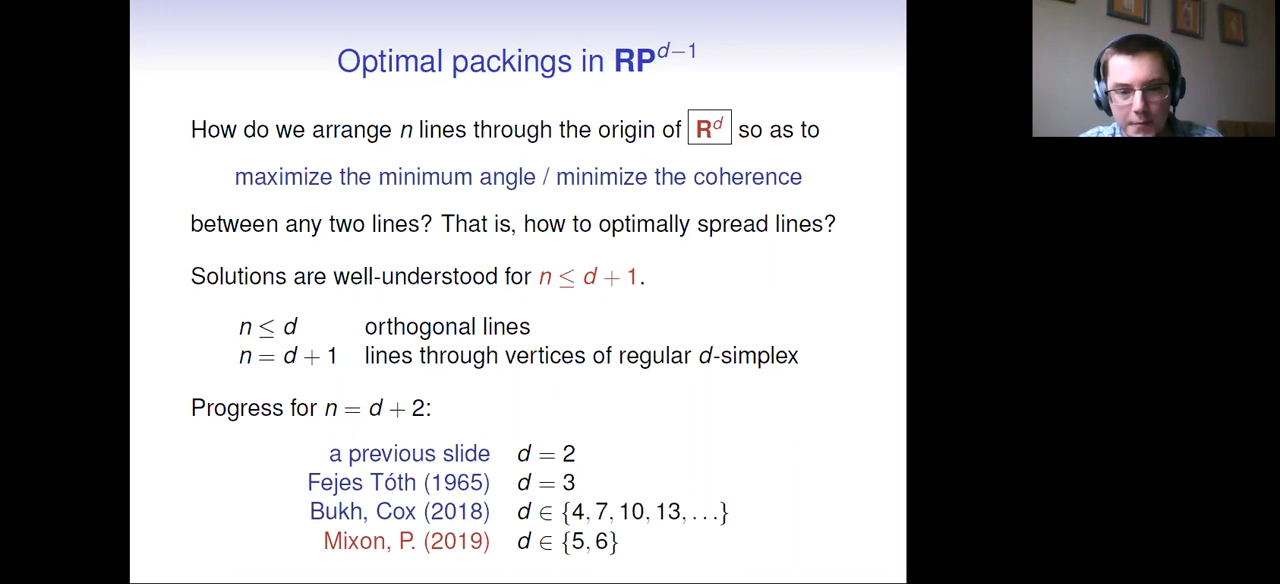 Optimal packings in RP^{d−1}
How do we arrange n lines through the origin of R^d so as to
maximize the minimum angle / minimize the coherence
between any two lines? That is, how to optimally spread lines?
Solutions are well-understood for n ≤ d + 1.
n ≤ d orthogonal lines
n = d + 1 lines through vertices of regular d-simplex
Progress for n = d + 2:
a previous slide d = 2
Fejes Tóth (1965) d = 3
Bukh, Cox (2018) d ∈ {4, 7, 10, 13, ...}
Mixon, P. (2019) d ∈ {5, 6}